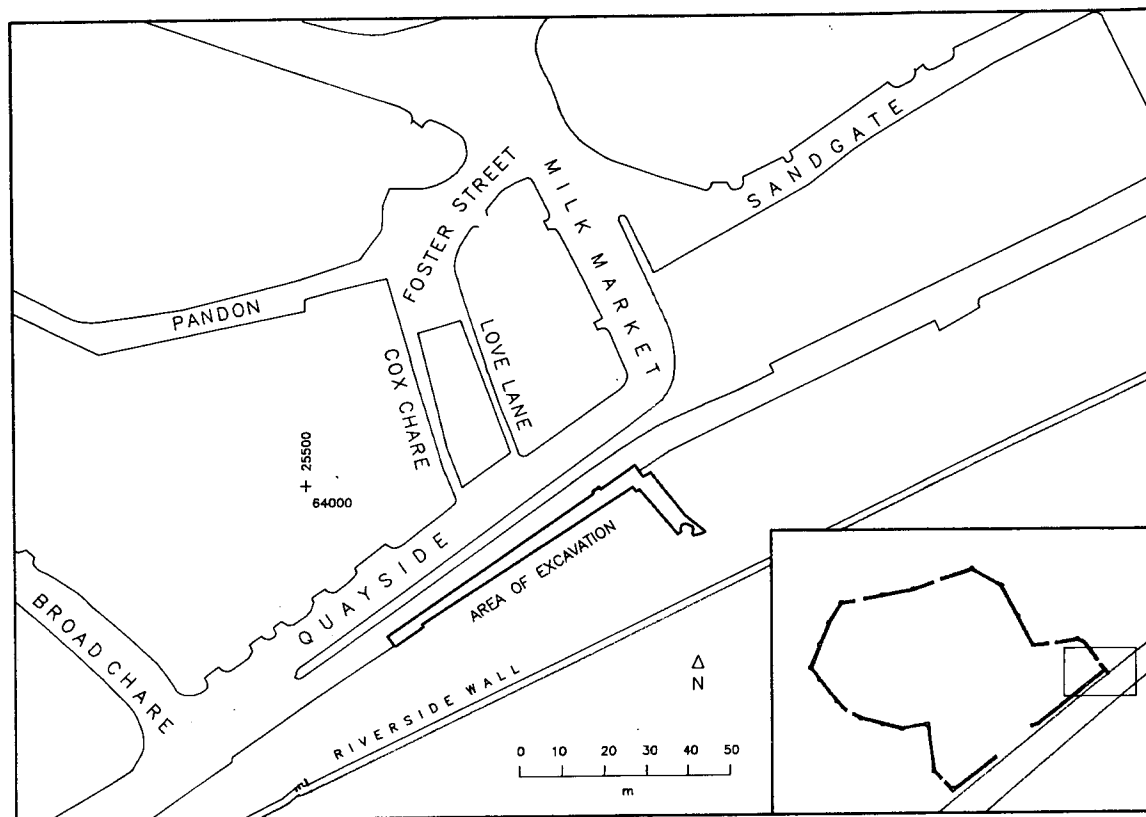 SANDGATE
MILK MARKET
FOSTER STREET
PANDON
LOVE LANE
COX CHARE
25500
64000
QUAYSIDE
AREA OF EXCAVATION
BROAD CHARE
RIVERSIDE WALL
N
0 10 20 30 40 50
m